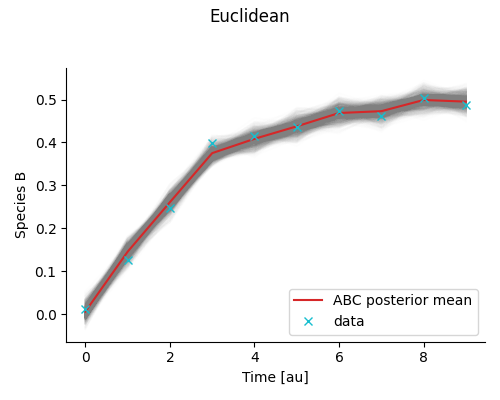 Euclidean
0.5
0.4
0.3
0.2
0.1
0.0
Species B
ABC posterior mean
data
0 2 4 6 8
Time [au]